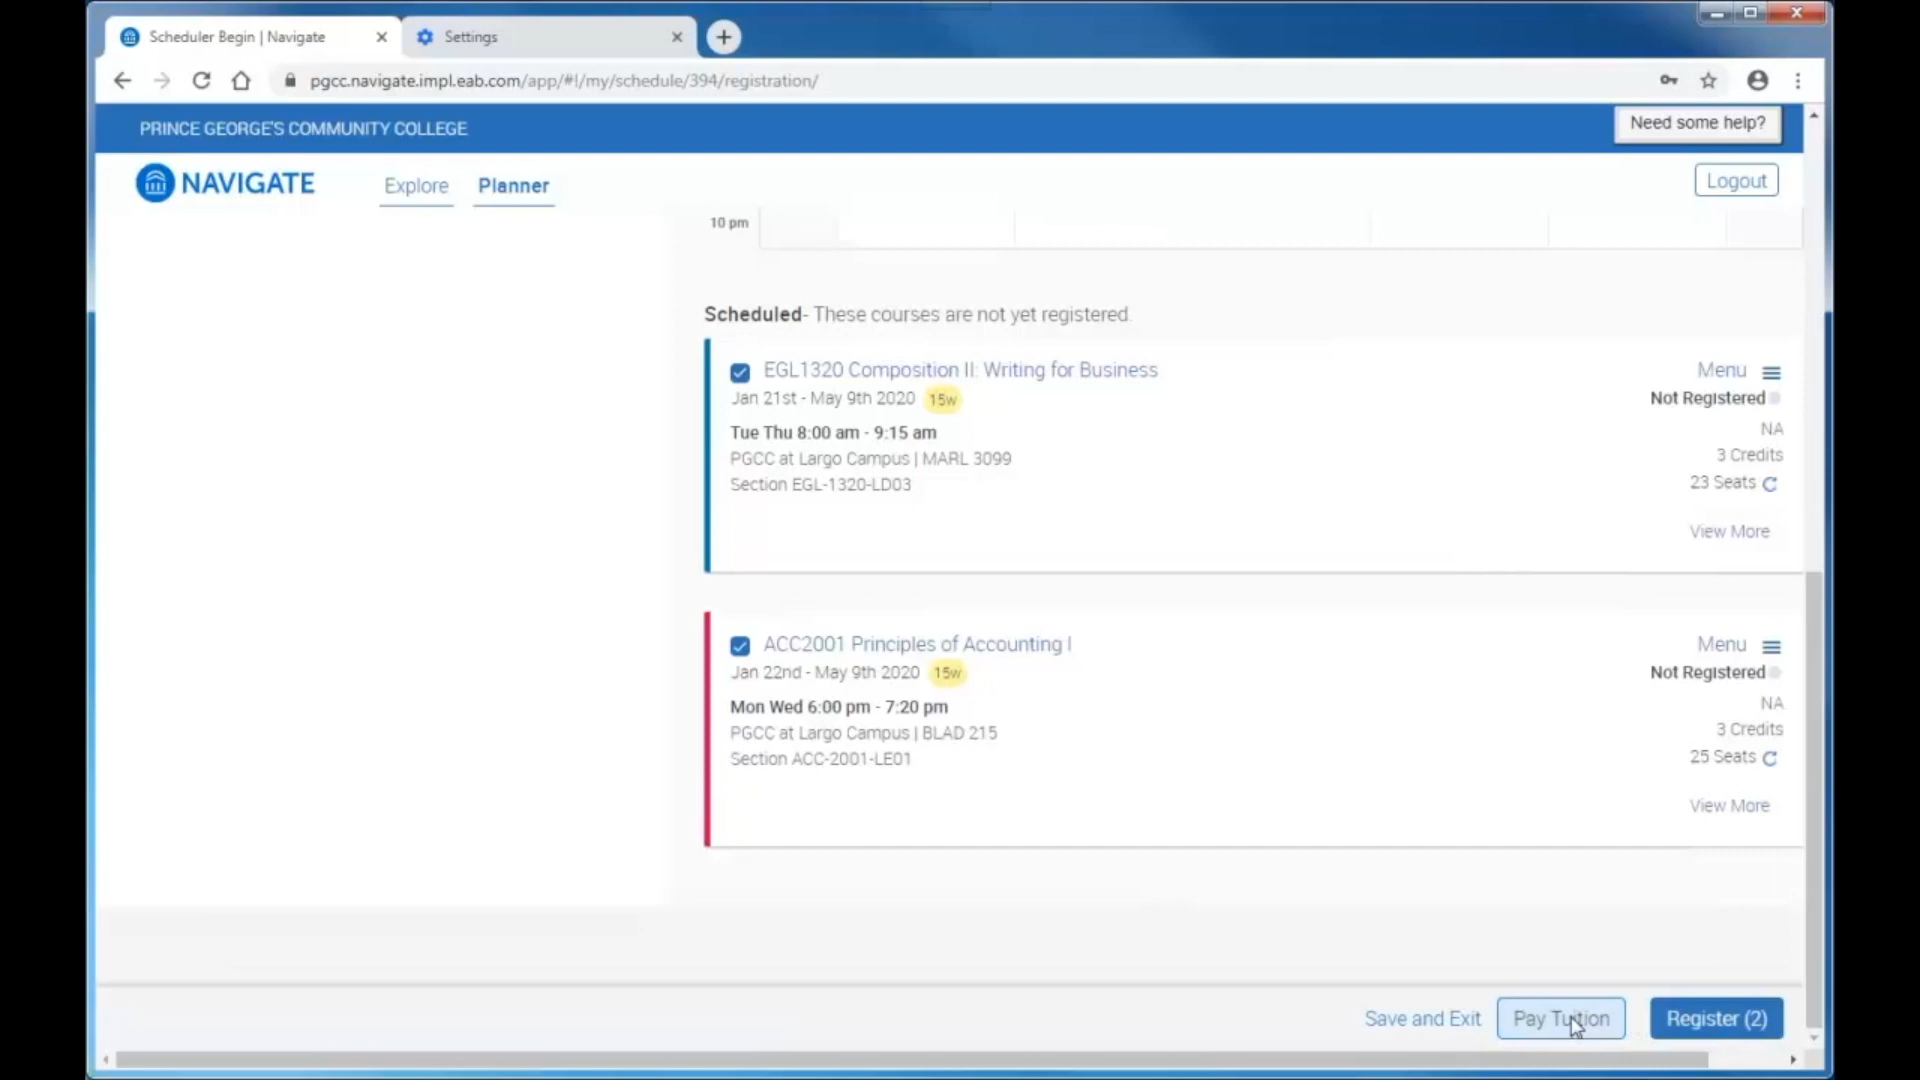 Scheduler Begin | Navigate
Settings
pgcc.navigate.impl.eab.com/app/#!/my/schedule/394/registration/
PRINCE GEORGE'S COMMUNITY COLLEGE
Need some help?
NAVIGATE
Explore
Planner
Logout
10 pm
Scheduled- These courses are not yet registered.
EGL1320 Composition II: Writing for Business
Menu
Jan 21st - May 9th 2020 15w
Not Registered
Tue Thu 8:00 am - 9:15 am
NA
PGCC at Largo Campus | MARL 3099
3 Credits
Section EGL-1320-LD03
23 Seats
View More
ACC2001 Principles of Accounting I
Menu
Jan 22nd - May 9th 2020 15w
Not Registered
Mon Wed 6:00 pm - 7:20 pm
NA
PGCC at Largo Campus | BLAD 215
3 Credits
Section ACC-2001-LE01
25 Seats
View More
Save and Exit
Pay Tuition
Register (2)